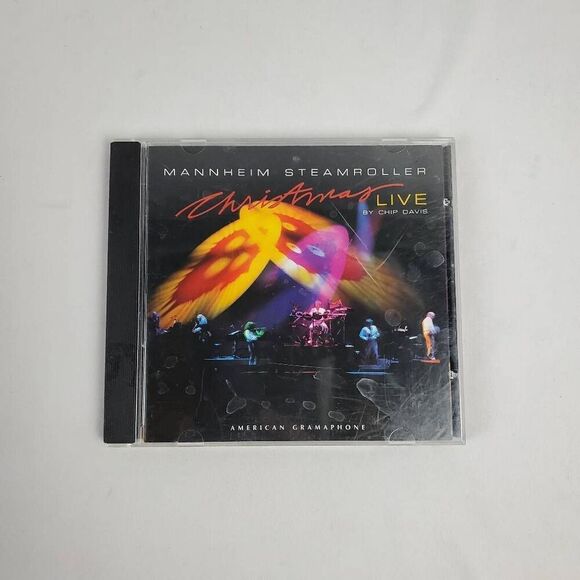 MANNHEIM STEAMROLLER
Christmas LIVE
BY CHIP DAVIS
AMERICAN GRAMAPHONE